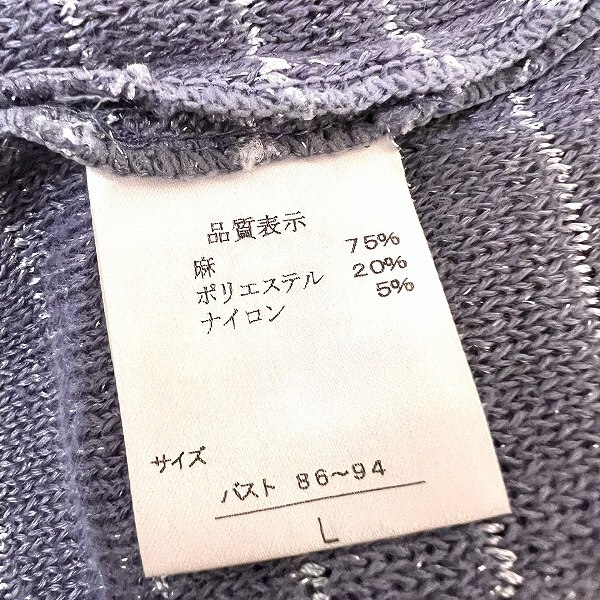 品質表示
麻 75%
ポリエステル 20%
ナイロン 5%
サイズ
バスト 86～94
L